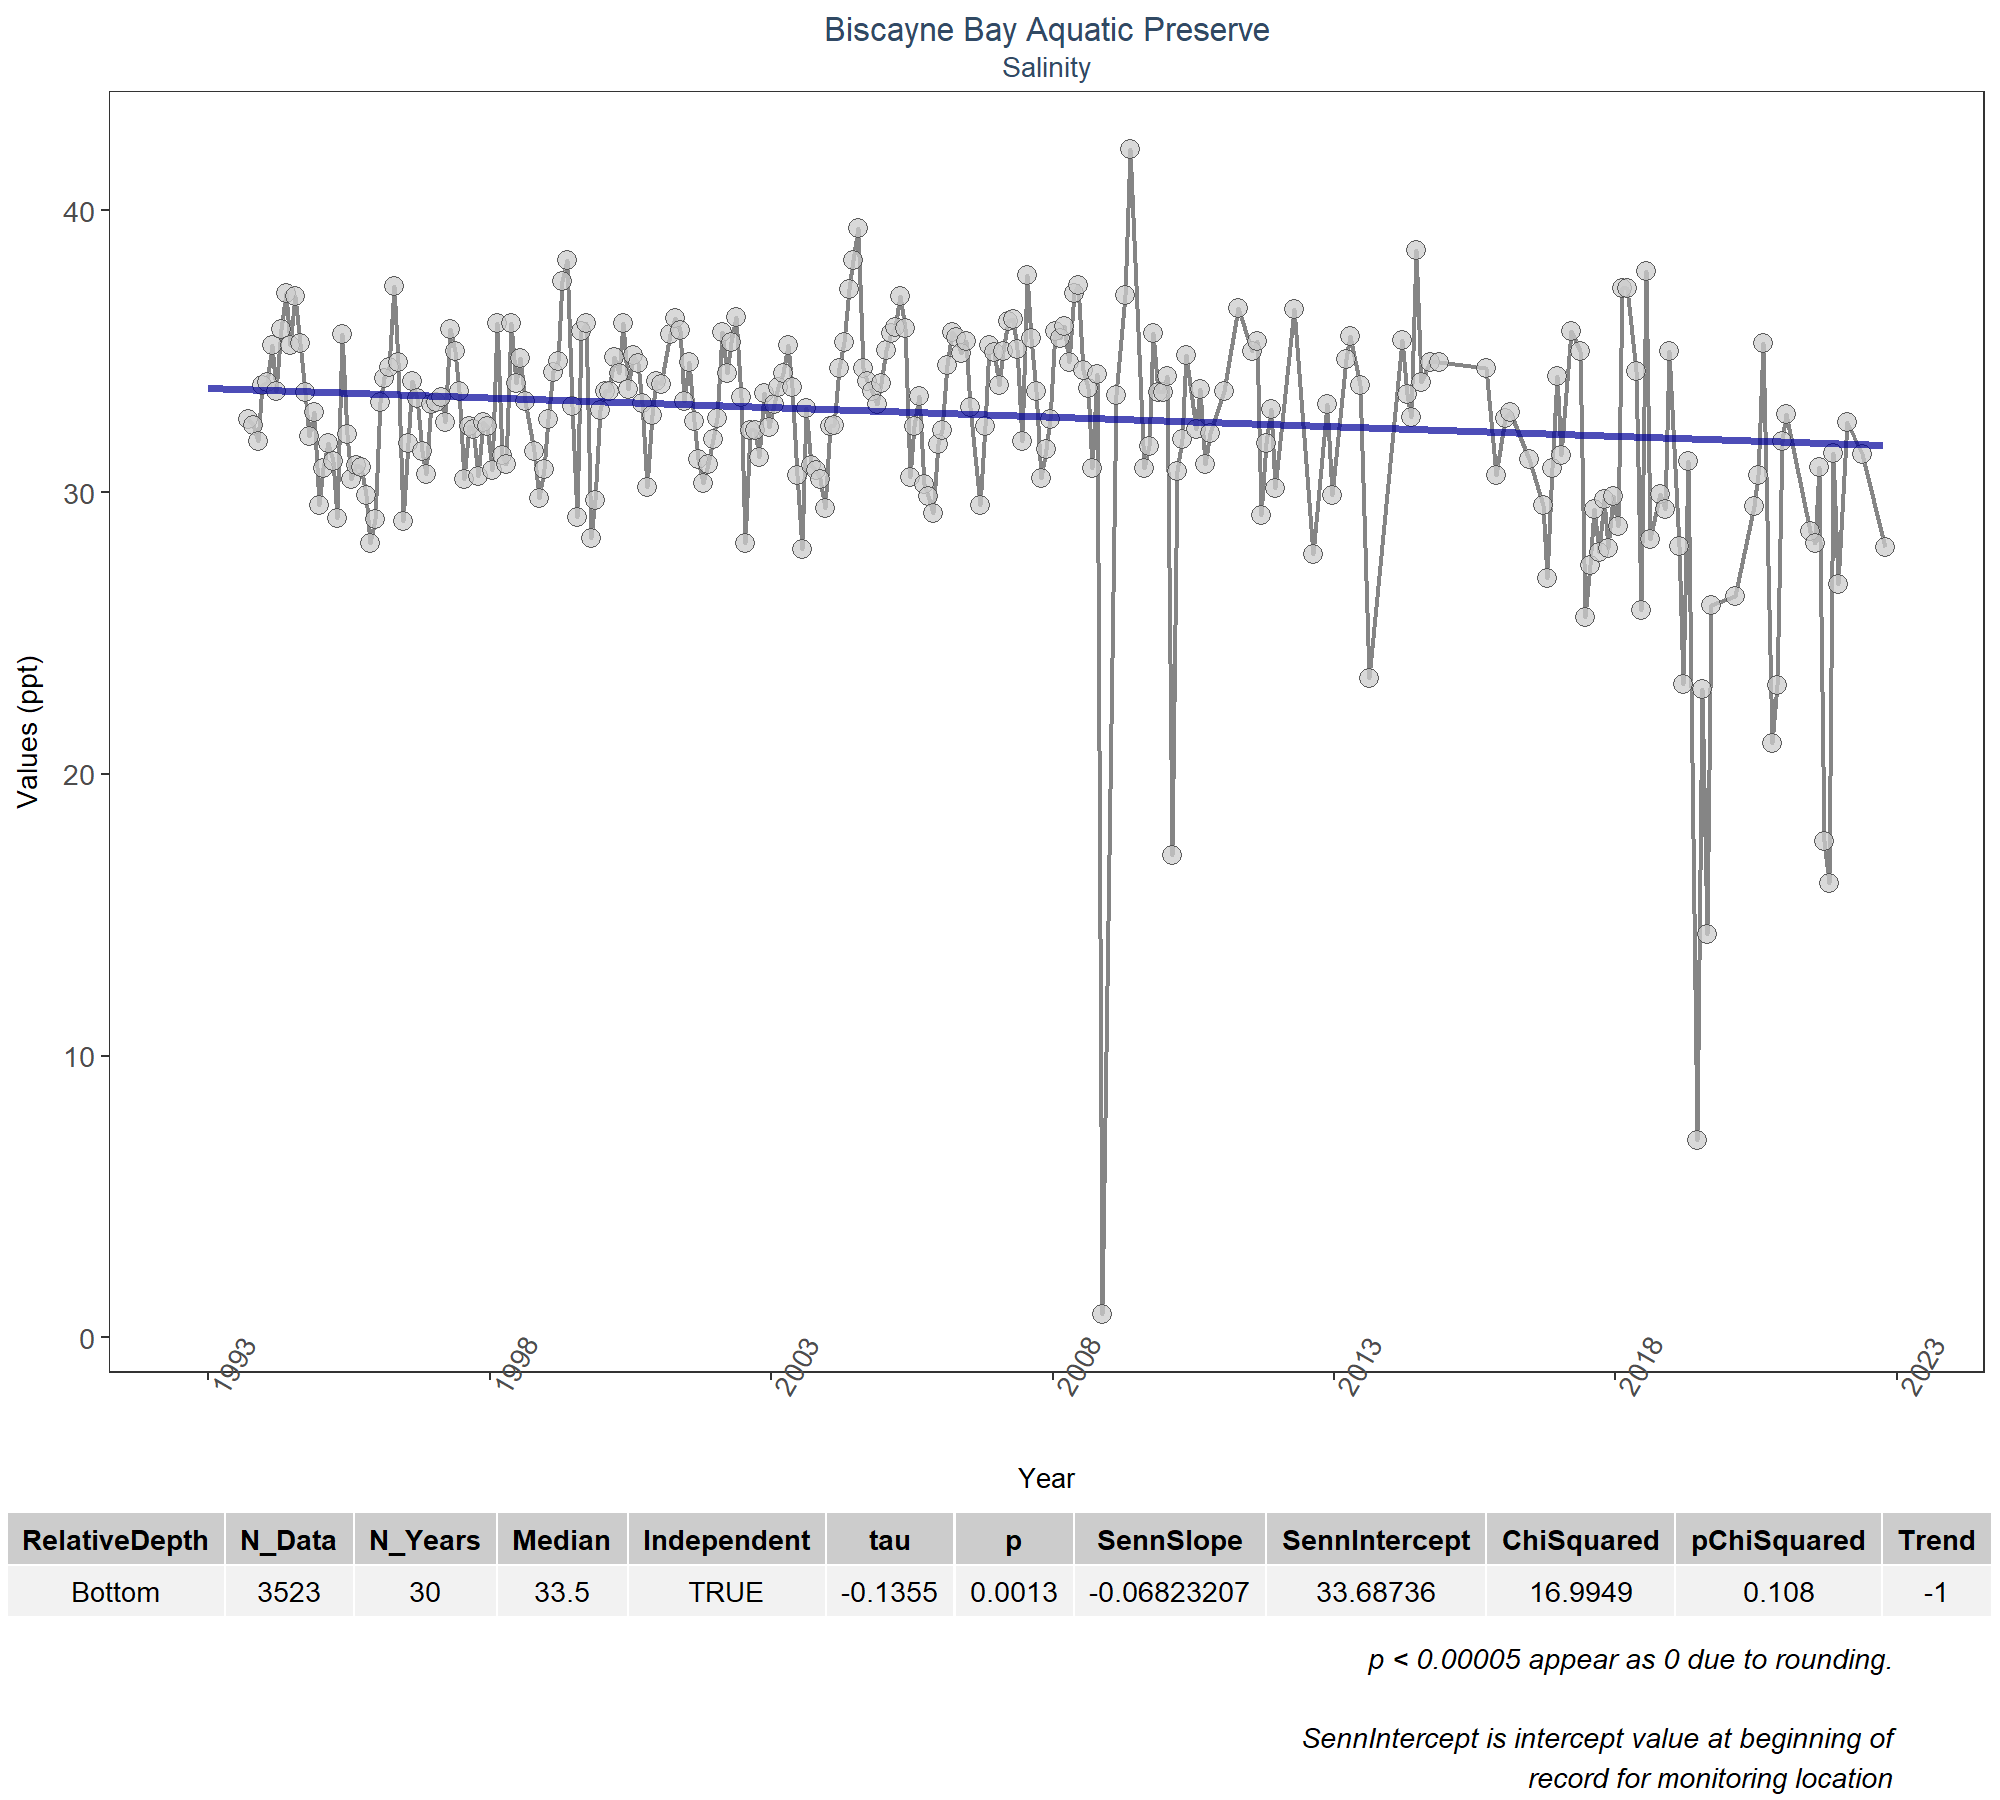 Biscayne Bay Aquatic Preserve
Salinity
Values (ppt)
40
30
20
10
0
1993 1998 2003 2008 2013 2018 2023
Year
RelativeDepth N_Data N_Years Median Independent tau p SennSlope SennIntercept ChiSquared pChiSquared Trend
Bottom 3523 30 33.5 TRUE -0.1355 0.0013 -0.06823207 33.68736 16.9949 0.108 -1
p < 0.00005 appear as 0 due to rounding.
SennIntercept is intercept value at beginning of
record for monitoring location